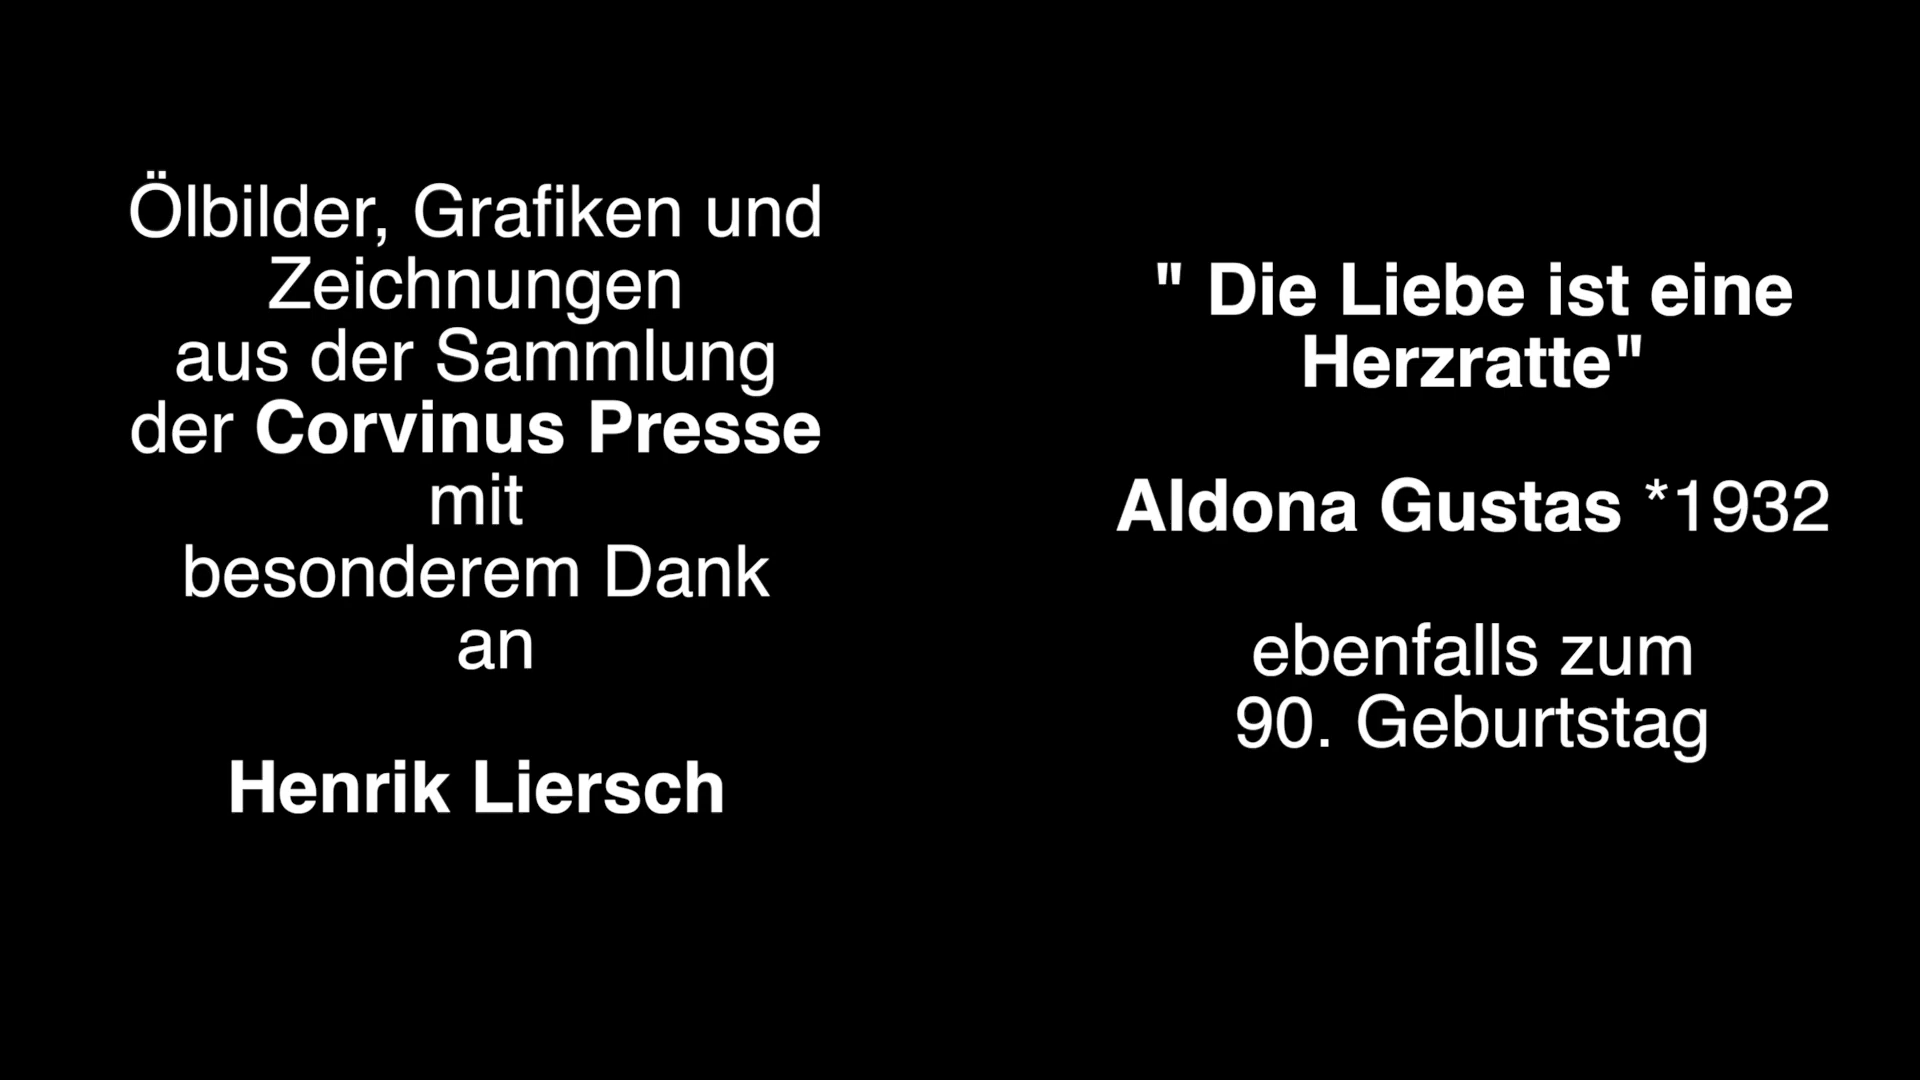 Ölbilder, Grafiken und
Zeichnungen
aus der Sammlung
der Corvinus Presse
mit
besonderem Dank
an
Henrik Liersch
" Die Liebe ist eine
Herzratte"
Aldona Gustas *1932
ebenfalls zum
90. Geburtstag